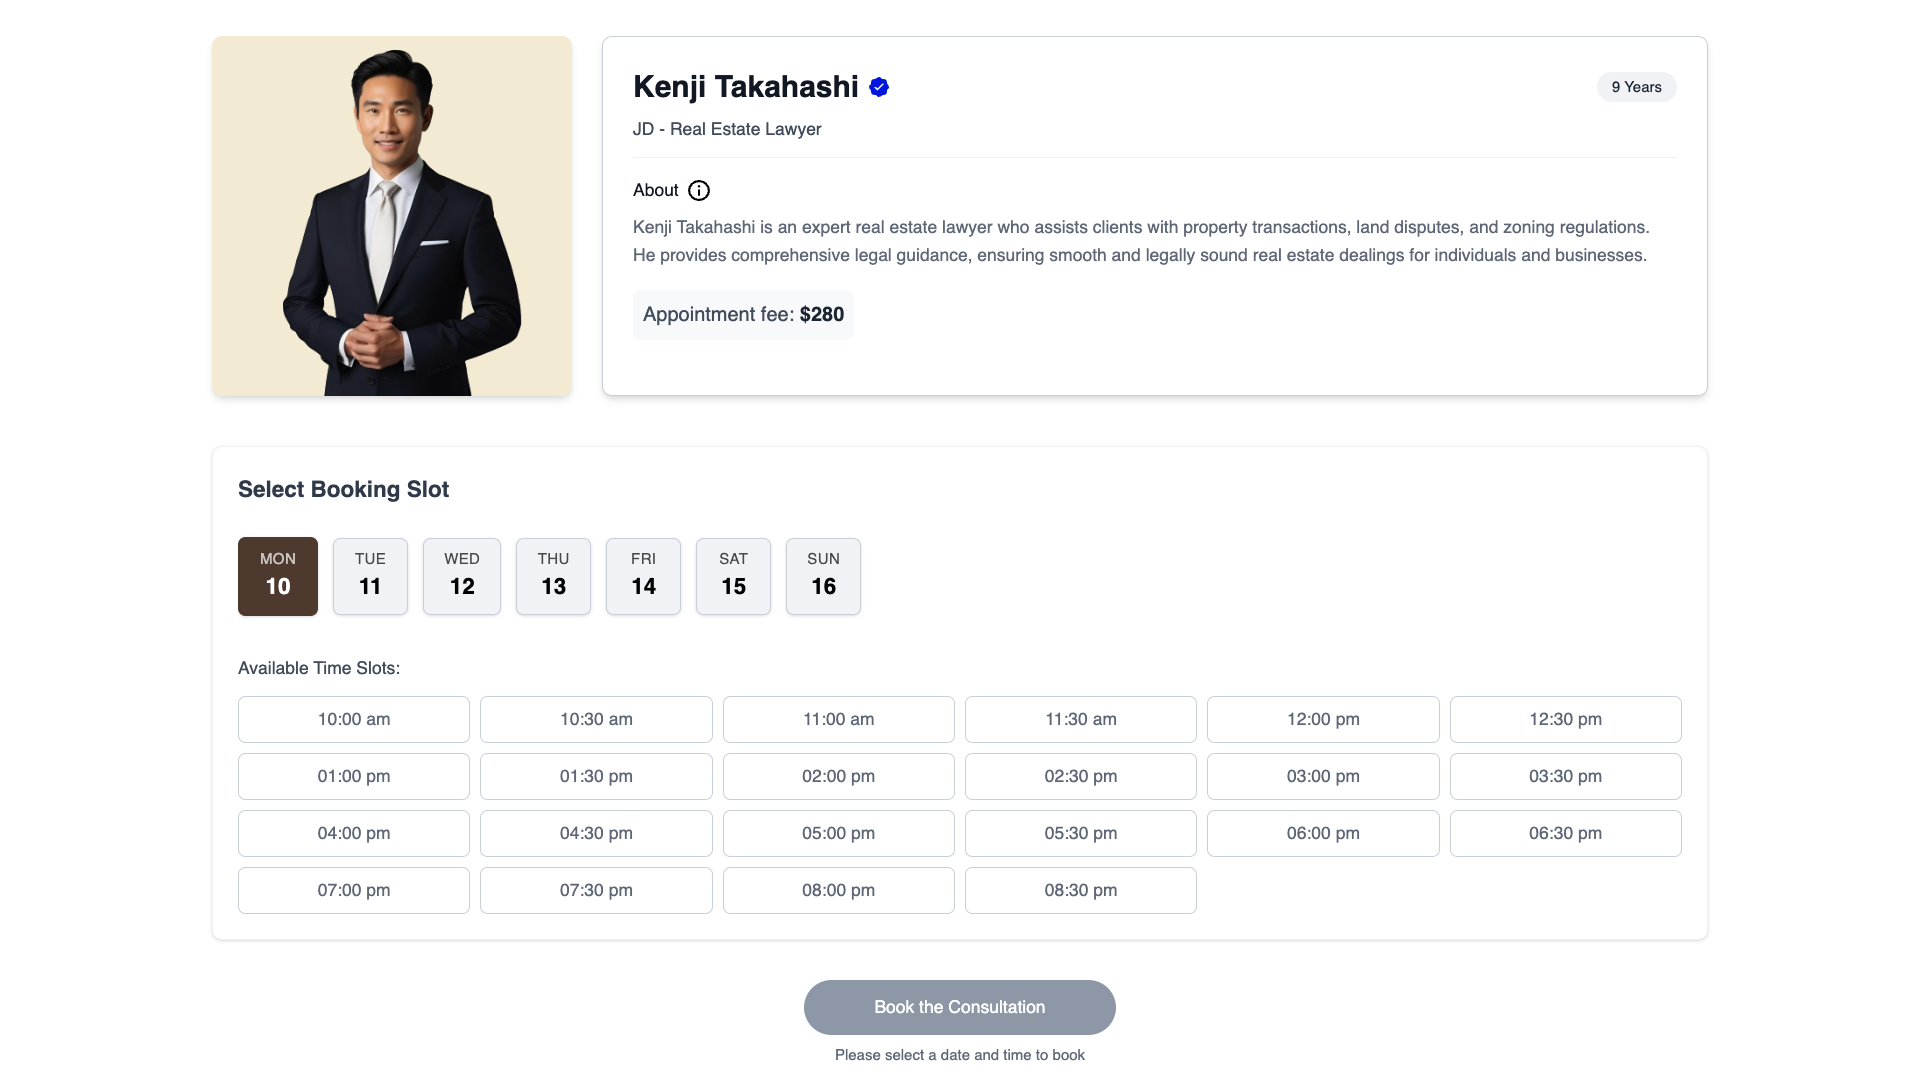 Kenji Takahashi
9 Years
JD - Real Estate Lawyer
About
Kenji Takahashi is an expert real estate lawyer who assists clients with property transactions, land disputes, and zoning regulations.
He provides comprehensive legal guidance, ensuring smooth and legally sound real estate dealings for individuals and businesses.
Appointment fee: $280
Select Booking Slot
MON TUE WED THU FRI SAT SUN
10 11 12 13 14 15 16
Available Time Slots:
10:00 am 10:30 am 11:00 am 11:30 am 12:00 pm 12:30 pm
01:00 pm 01:30 pm 02:00 pm 02:30 pm 03:00 pm 03:30 pm
04:00 pm 04:30 pm 05:00 pm 05:30 pm 06:00 pm 06:30 pm
07:00 pm 07:30 pm 08:00 pm 08:30 pm
Book the Consultation
Please select a date and time to book